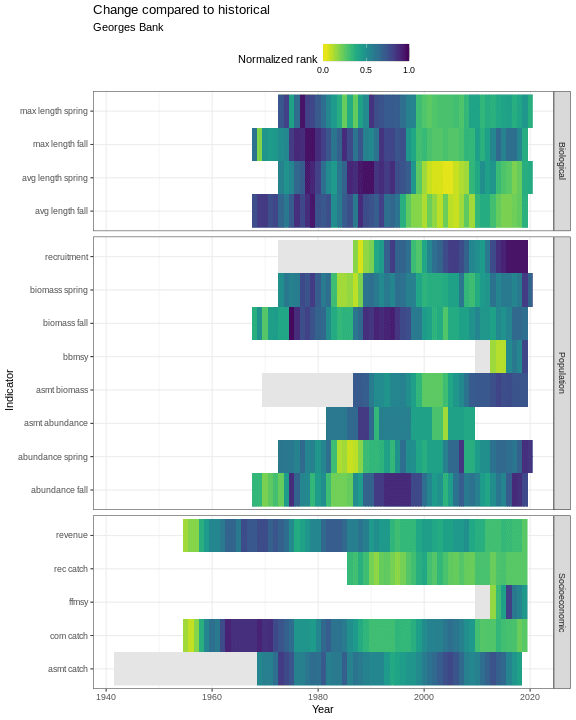 Change compared to historical
Georges Bank
Normalized rank
0.0 0.5 1.0
max length spring
max length fall
avg length spring
avg length fall
Biological
recruitment
biomass spring
biomass fall
bbmsy
asmt biomass
asmt abundance
abundance spring
abundance fall
Population
revenue
rec catch
ffmsy
com catch
asmt catch
Socioeconomic
Indicator
1940 1960 1980 2000 2020
Year